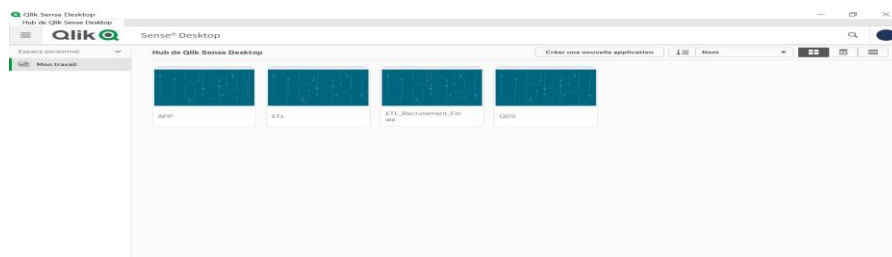 Qlik Sense Desktop
Hub de Qlik Sense Desktop
Qlik Sense® Desktop
Espace personnel
Hub de Qlik Sense Desktop
Créer une nouvelle application
Nom
Mon travail
APP
ETL
ETL_Recrutement_Fin
ale
QDS